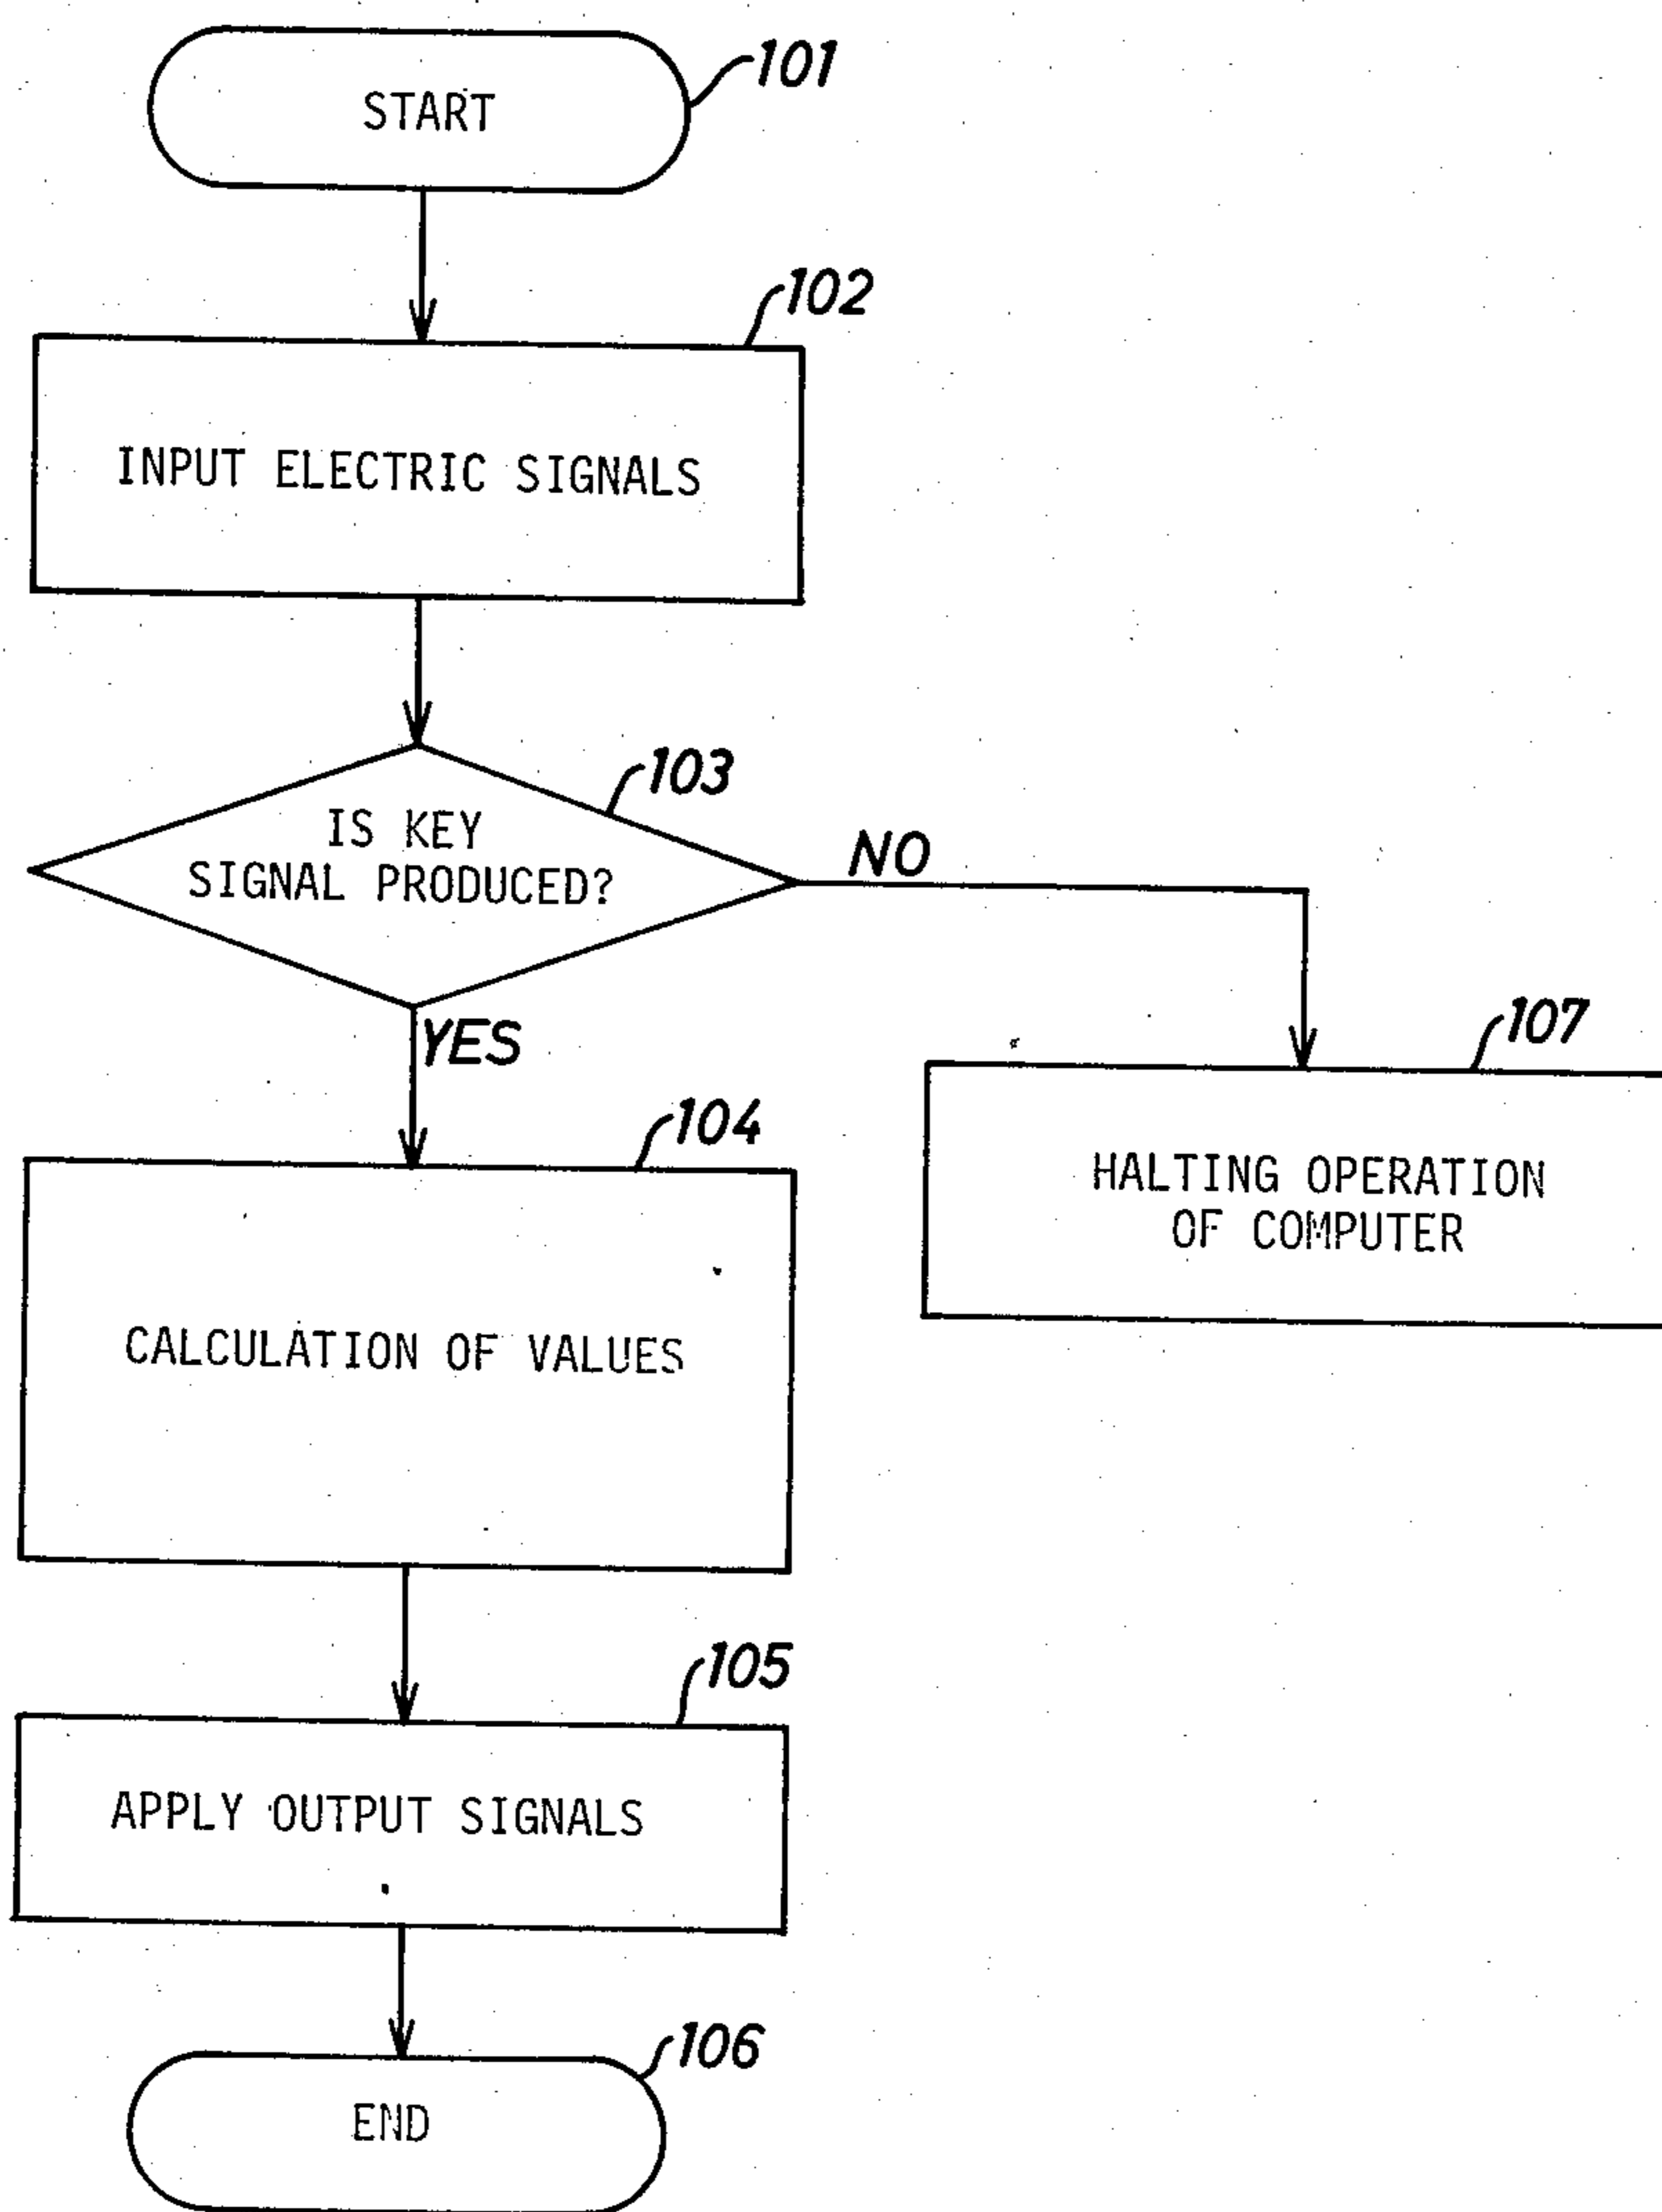 START
101
INPUT ELECTRIC SIGNALS
102
IS KEY
SIGNAL PRODUCED?
103
NO
YES
CALCULATION OF VALUES
104
HALTING OPERATION
OF COMPUTER
107
APPLY OUTPUT SIGNALS
105
END
106